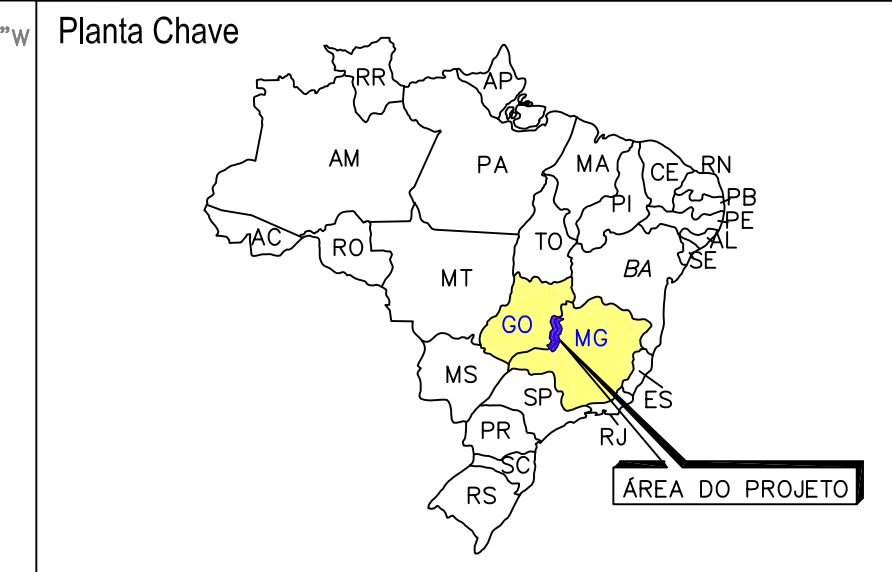 "W
Planta Chave
RR
AP
AM
PA
MA
CE
RN
PB
PI
PE
AL
AC
RO
TO
SE
MT
BA
GO
MG
MS
SP
ES
PR
RJ
SC
RS
ÁREA DO PROJETO